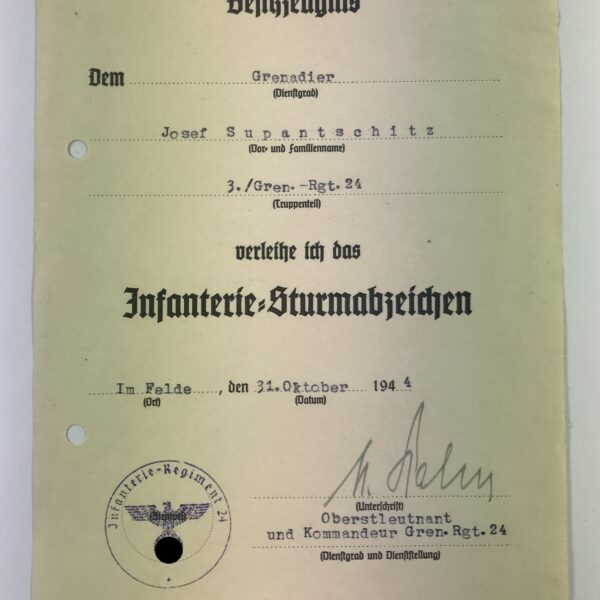 Besitzeugnis
Dem Grenadier
(Dienstgrad)
Josef Supantschitz
(Vor- und Familienname)
3./Gren.-Rgt. 24
(Truppenteil)
verleihe ich das
Infanterie-Sturmabzeichen
Im Felde, den 31. Oktober 1944
(Ort) (Datum)
Infanterie-Regiment 24
(Unterschrift)
Oberstleutnant
und Kommandeur Gren. Rgt. 24
(Dienstgrad und Dienststellung)